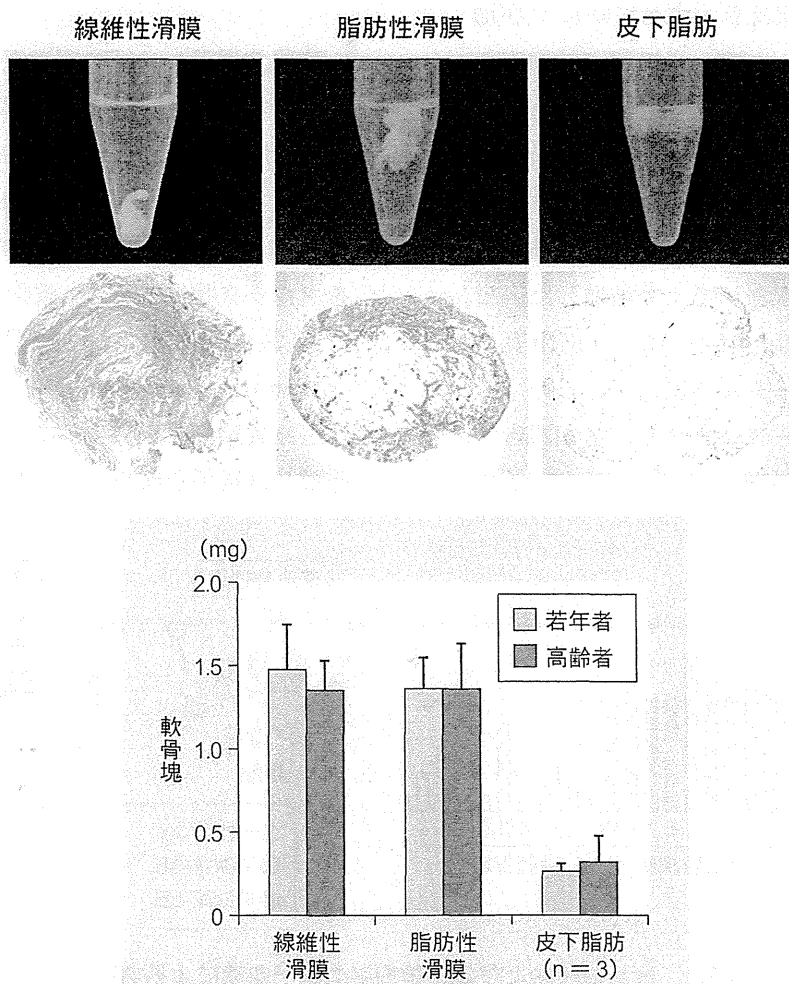 線維性滑膜
脂肪性滑膜
皮下脂肪
(mg)
2.0
1.5
1.0
0.5
0
軟骨塊
若年者
高齢者
線維性
滑膜
脂肪性
滑膜
皮下脂肪
(n = 3)